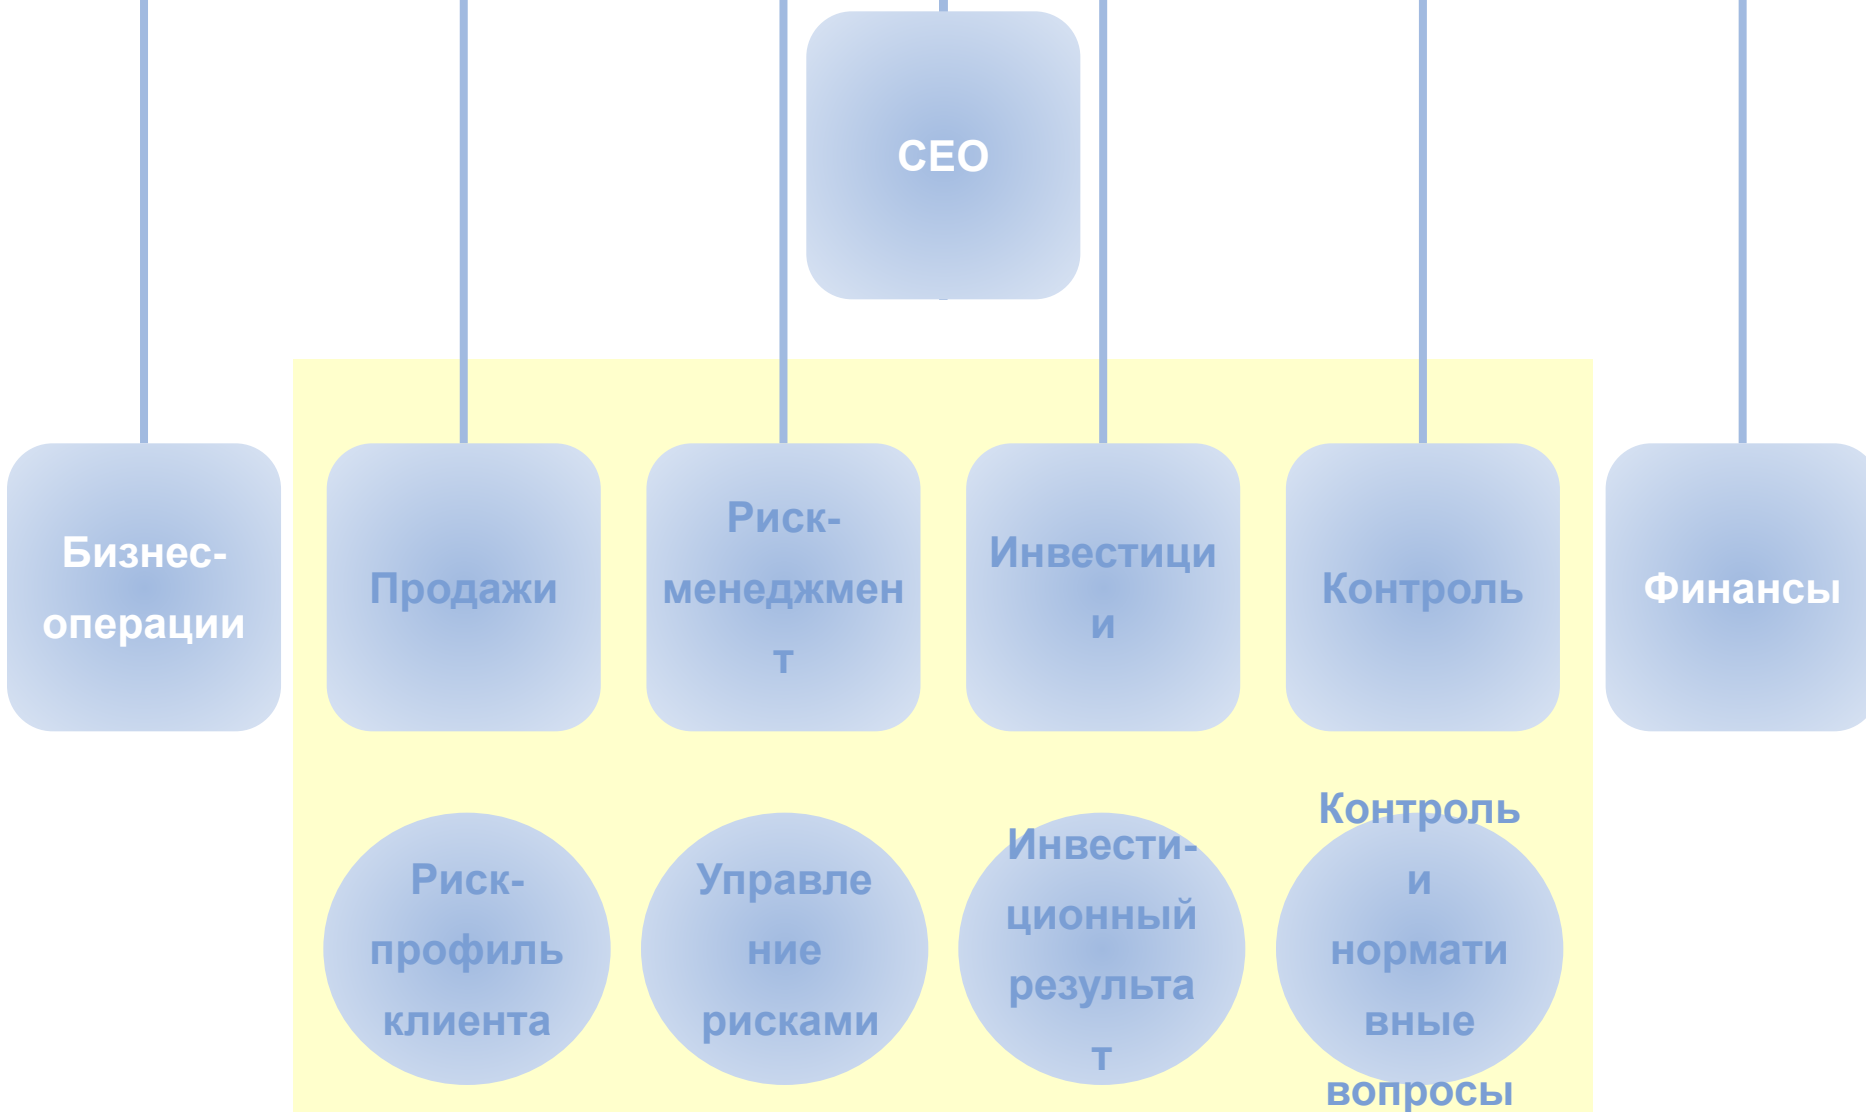 CEO
Бизнес-
операции
Продажи
Риск-
менеджмен
т
Инвестици
и
Контроль
Финансы
Риск-
профиль
клиента
Управле
ние
рисками
Инвести-
ционный
результа
т
Контроль
и
нормати
вные
вопросы